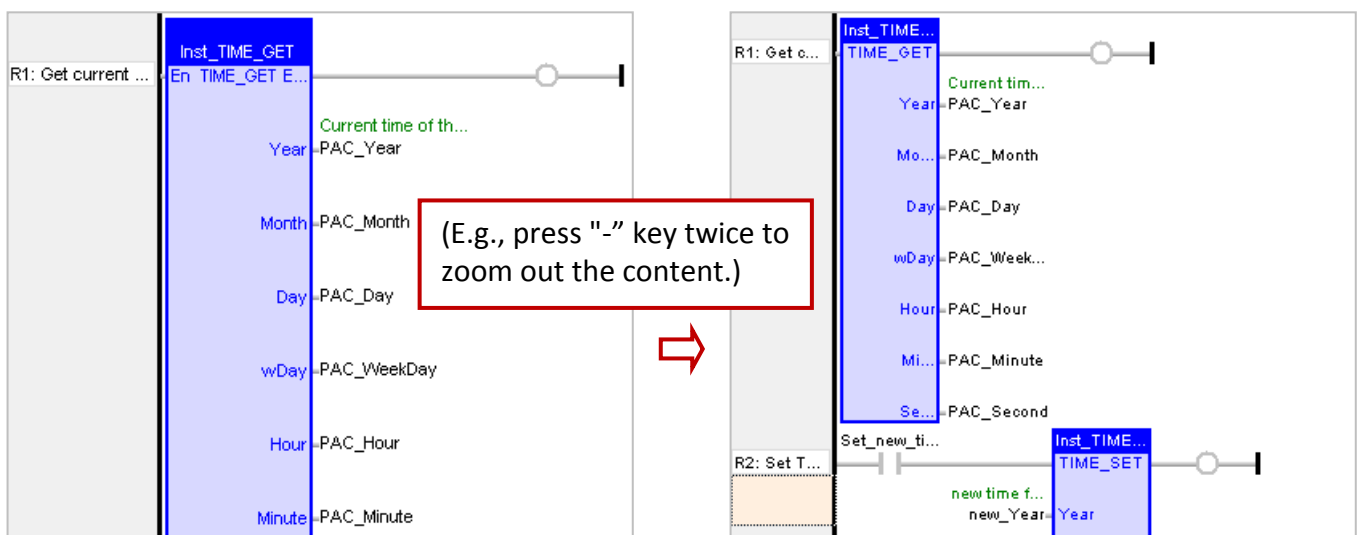 Inst_TIME_GET
R1: Get current ...
En TIME_GET E...
Current time of th...
Year PAC_Year
Month PAC_Month
Day PAC_Day
wDay PAC_WeekDay
Hour PAC_Hour
Minute PAC_Minute
(E.g., press "-” key twice to
zoom out the content.)
Inst_TIME...
R1: Get c...
TIME_GET
Current tim...
Year PAC_Year
Mo... PAC_Month
Day PAC_Day
wDay PAC_Week...
Hour PAC_Hour
Mi... PAC_Minute
Se... PAC_Second
Set_new_ti...
Inst_TIME...
R2: Set T...
TIME_SET
new time f...
new_Year Year